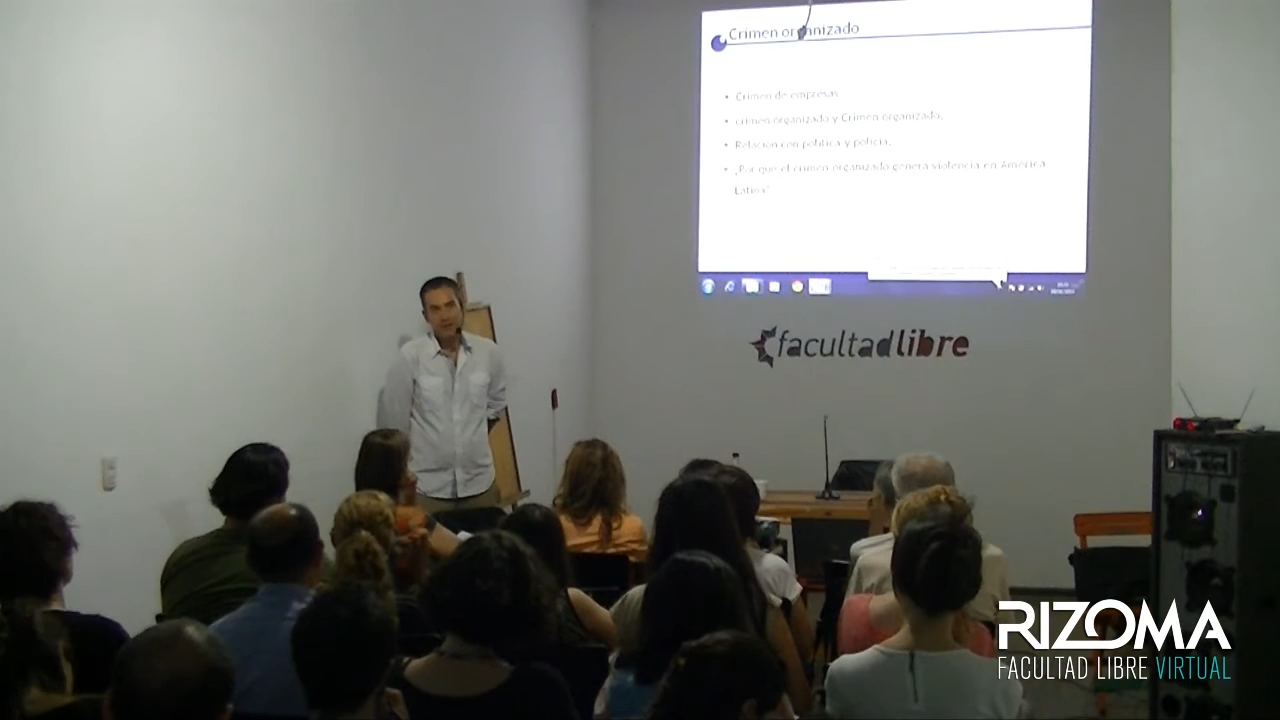 Crimen organizado
• Crimen de empresas
• crimen organizado y Crimen organizado.
• Relación con política y policía.
• ¿Por que el crimen organizado genera violencia en América
Latina?
facultadlibre
RIZOMA
FACULTAD LIBRE VIRTUAL